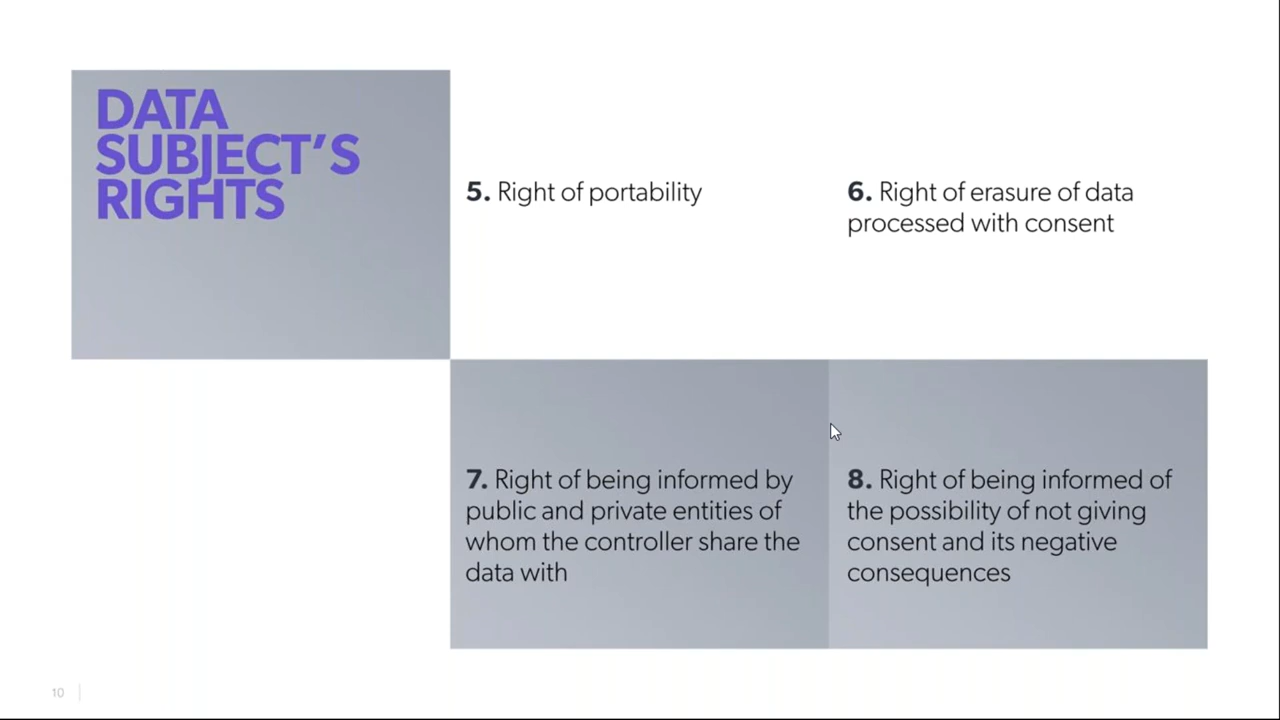 DATA
SUBJECT’S
RIGHTS
5. Right of portability
6. Right of erasure of data
processed with consent
7. Right of being informed by
public and private entities of
whom the controller share the
data with
8. Right of being informed of
the possibility of not giving
consent and its negative
consequences
10